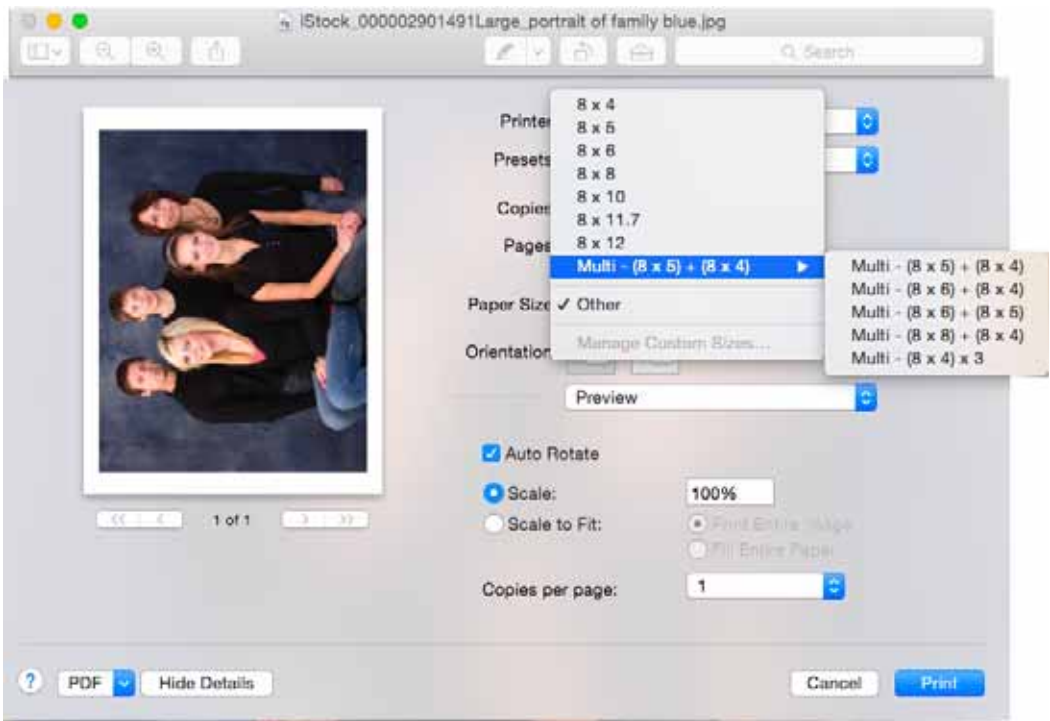 iStock_000002901491Large_portrait of family blue.jpg
Search
Printer
Presets
Copies
Pages
Paper Size
Orientation
8 x 4
8 x 5
8 x 6
8 x 8
8 x 10
8 x 11.7
8 x 12
Multi - (8 x 5) + (8 x 4)
✓ Other
Manage Custom Sizes...
Multi - (8 x 5) + (8 x 4)
Multi - (8 x 6) + (8 x 4)
Multi - (8 x 6) + (8 x 5)
Multi - (8 x 8) + (8 x 4)
Multi - (8 x 4) x 3
Preview
Auto Rotate
Scale: 100%
Scale to Fit: Print Entire Image
Fill Entire Paper
Copies per page: 1
1 of 1
? PDF Hide Details Cancel Print